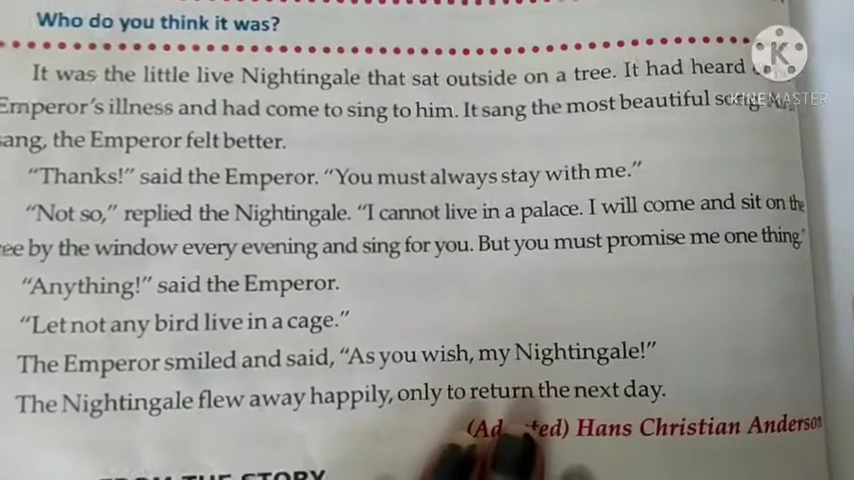 Who do you think it was?
K
KINEMASTER
It was the little live Nightingale that sat outside on a tree. It had heard
Emperor's illness and had come to sing to him. It sang the most beautiful
sang, the Emperor felt better.
"Thanks!" said the Emperor. "You must always stay with me."
"Not so," replied the Nightingale. "I cannot live in a palace. I will come and sit on the
ee by the window every evening and sing for you. But you must promise me one thing
"Anything!" said the Emperor.
"Let not any bird live in a cage."
The Emperor smiled and said, "As you wish, my Nightingale!"
The Nightingale flew away happily, only to return the next day.
Hans Christian Anderson
FROM THE STORY